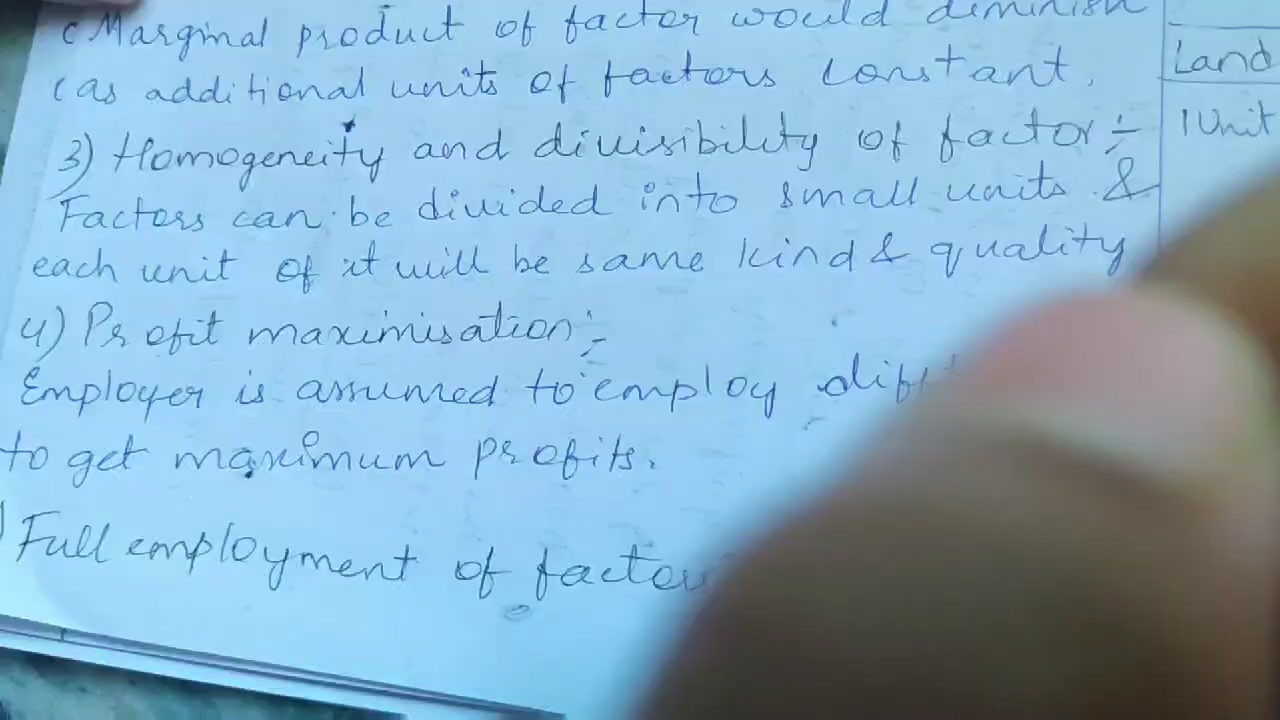 (Marginal product of factor would diminish
(as additional units of factors constant.
3) Homogeneity and divisibility of factor :-
Factors can be divided into small units &
each unit of it will be same kind & quality
4) Profit maximisation :-
Employer is assumed to employ
to get maximum profits.
Full employment of factor
Land
1 Unit